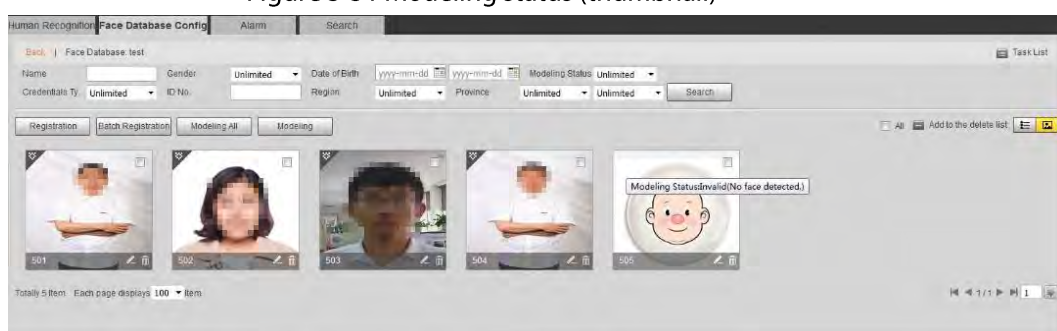 Figure 5-34 Modeling status (thumbnail)
Human Recognition Face Database Config Alarm Search
Back | Face Database: test Task List
Name Gender Unlimited Date of Birth yyyy-mm-dd yyyy-mm-dd Modeling Status Unlimited
Credentials Ty. Unlimited ID No. Region Unlimited Province Unlimited Unlimited Search
Registration Batch Registration Modeling All Modeling All Add to the delete list
Modeling Status:Invalid(No face detected.)
501 502 503 504 505
Totally 5 Item Each page displays 100 Item 1/1 1